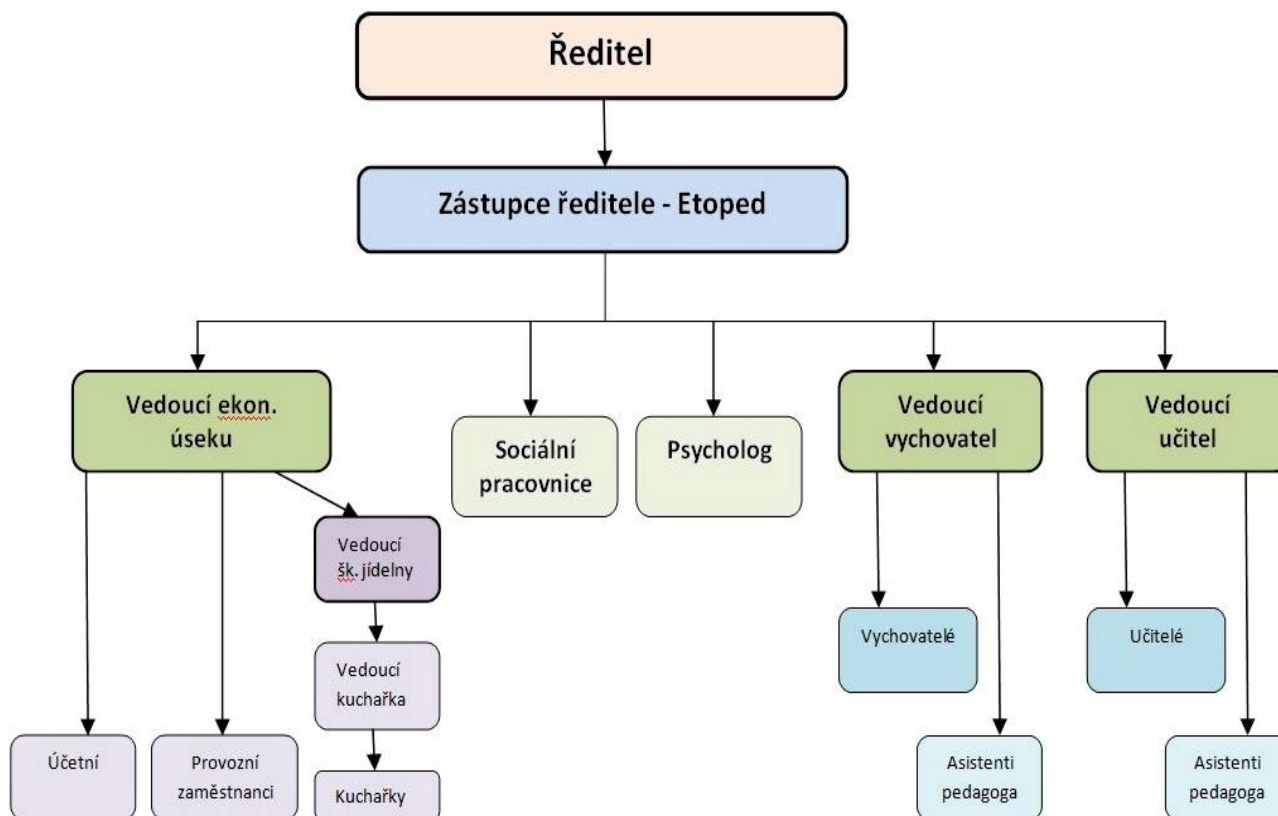 Ředitel
Zástupce ředitele - Etoped
Vedoucí ekon.
úseku
Sociální
pracovnice
Psycholog
Vedoucí
vychovatel
Vedoucí
učitel
Vedoucí
šk. jídelny
Vedoucí
kuchařka
Vychovatelé
Učitelé
Účetní
Provozní
zaměstnanci
Kuchařky
Asistenti
pedagoga
Asistenti
pedagoga